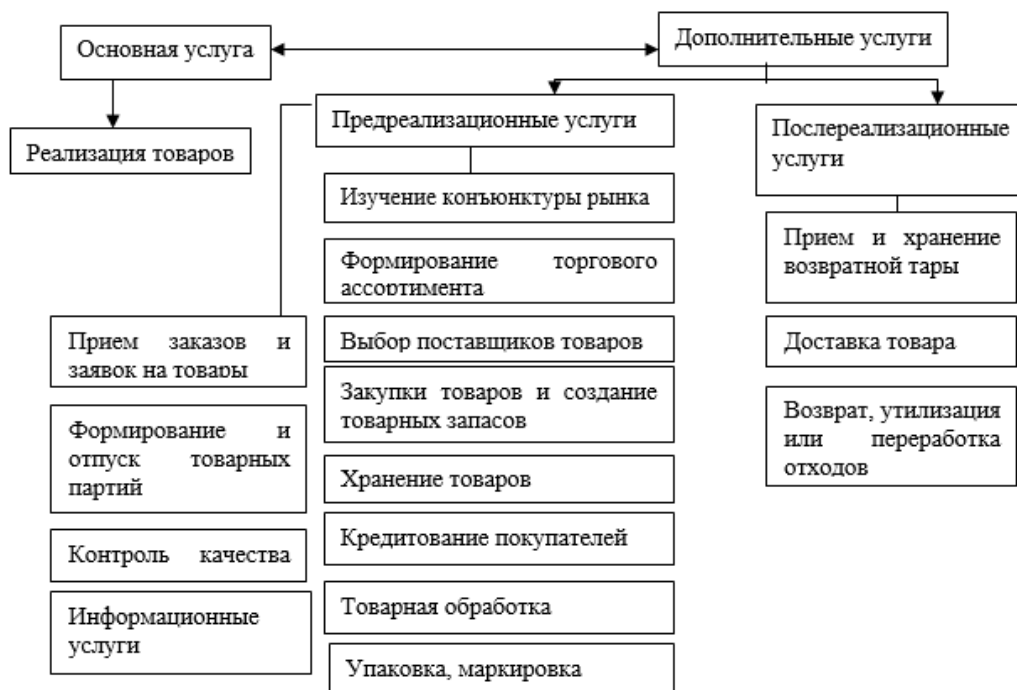 Основная услуга
Дополнительные услуги
Реализация товаров
Предреализационные услуги
Послереализационные
услуги
Изучение конъюнктуры рынка
Формирование торгового
ассортимента
Выбор поставщиков товаров
Закупки товаров и создание
товарных запасов
Хранение товаров
Кредитование покупателей
Товарная обработка
Упаковка, маркировка
Прием заказов и
заявок на товары
Формирование и
отпуск товарных
партий
Контроль качества
Информационные
услуги
Прием и хранение
возвратной тары
Доставка товара
Возврат, утилизация
или переработка
отходов